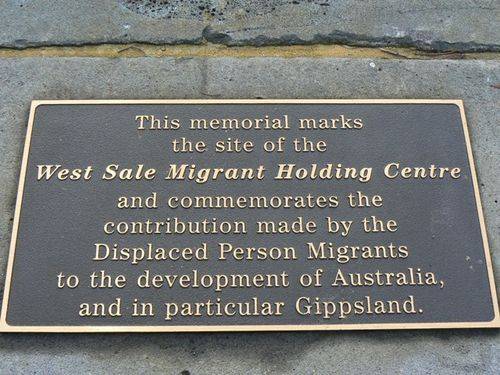 This memorial marks
the site of the
West Sale Migrant Holding Centre
and commemorates the
contribution made by the
Displaced Person Migrants
to the development of Australia,
and in particular Gippsland.